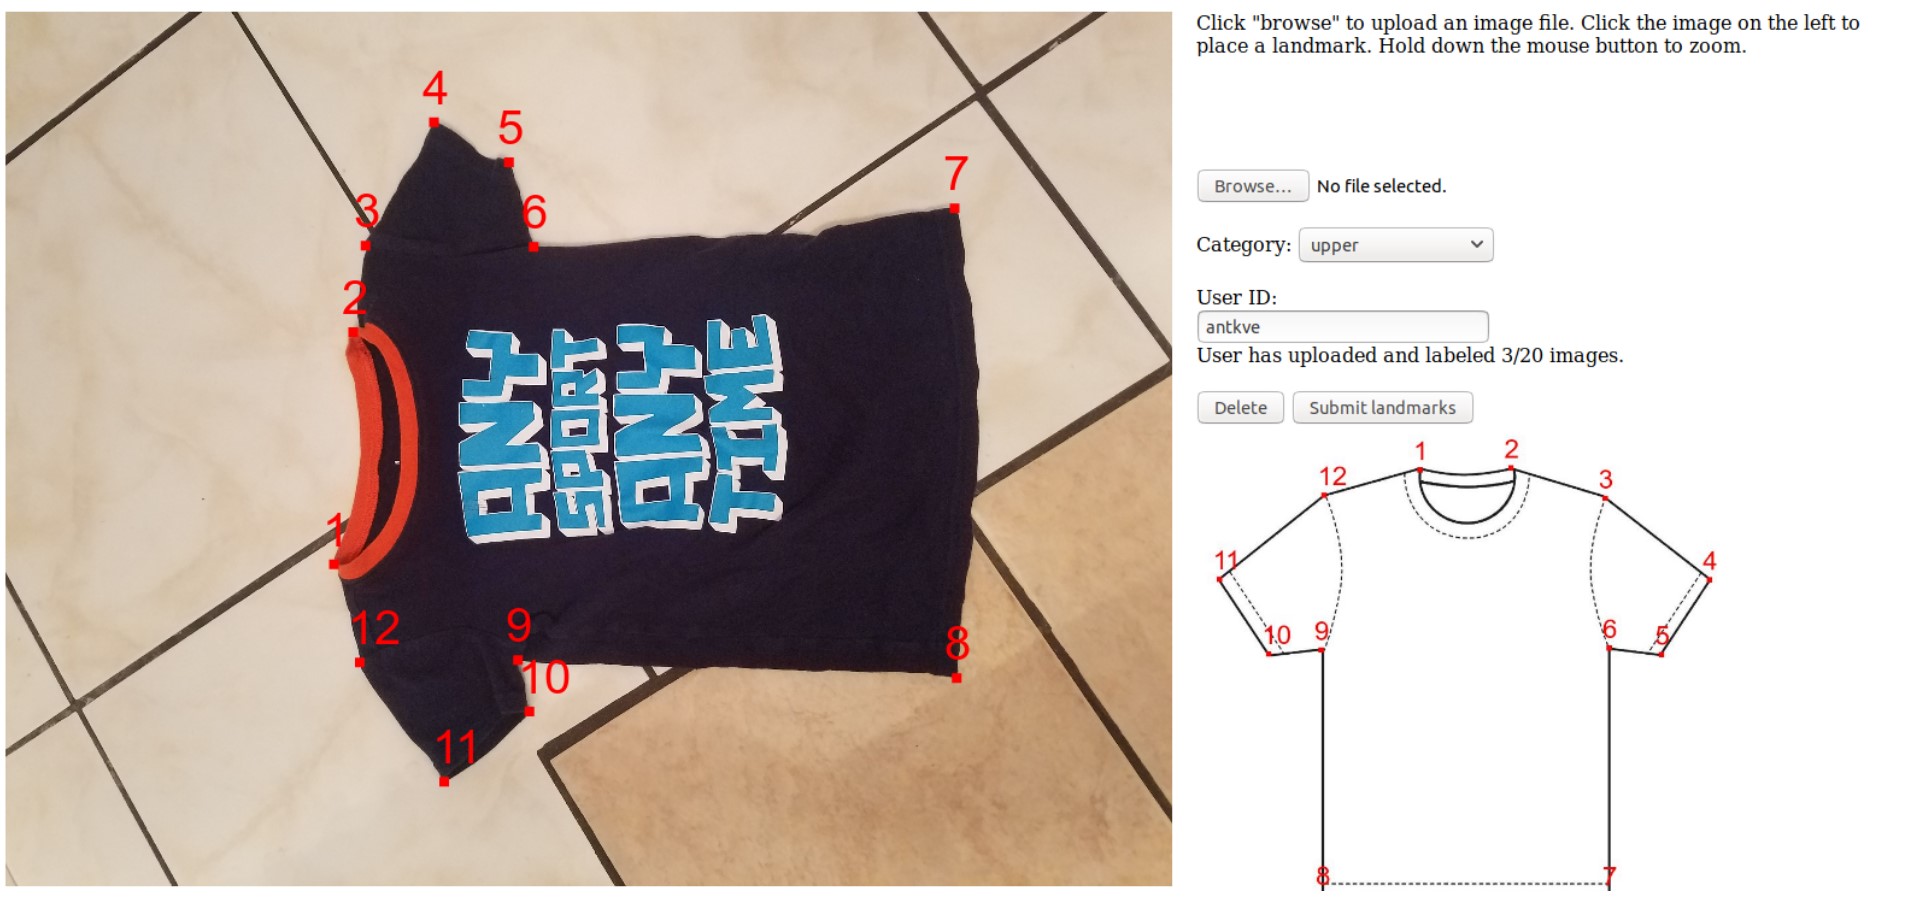 Click "browse" to upload an image file. Click the image on the left to
place a landmark. Hold down the mouse button to zoom.
Browse... No file selected.
Category: upper
User ID:
antkve
User has uploaded and labeled 3/20 images.
Delete Submit landmarks
4
5
3
6
7
2
1
12
9
8
10
11
ANY
SPORT
ANY
TIME
1
2
12
3
11
4
10
9
6
5
8
7